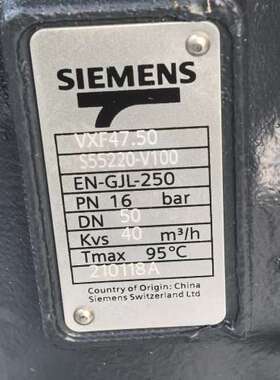 SIEMENS
VXF47.50
S55220-V100
EN-GJL-250
PN 16 bar
DN 50
Kvs 40 m³/h
Tmax 95°C
210118A
Country of Origin: China
Siemens Switzerland Ltd